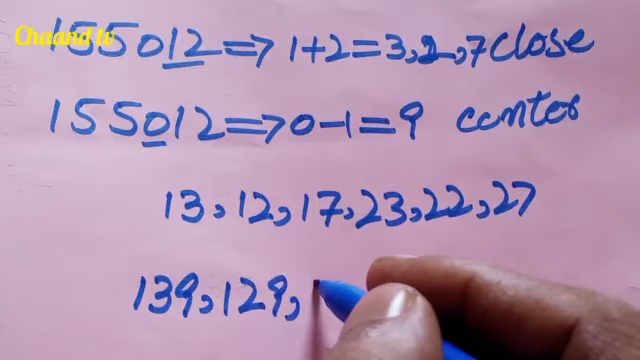 Chaand tv
155012 => 1+2=3,2,7 close
155012 => 0-1=9 center
13,12,17,23,22,27
139,129,